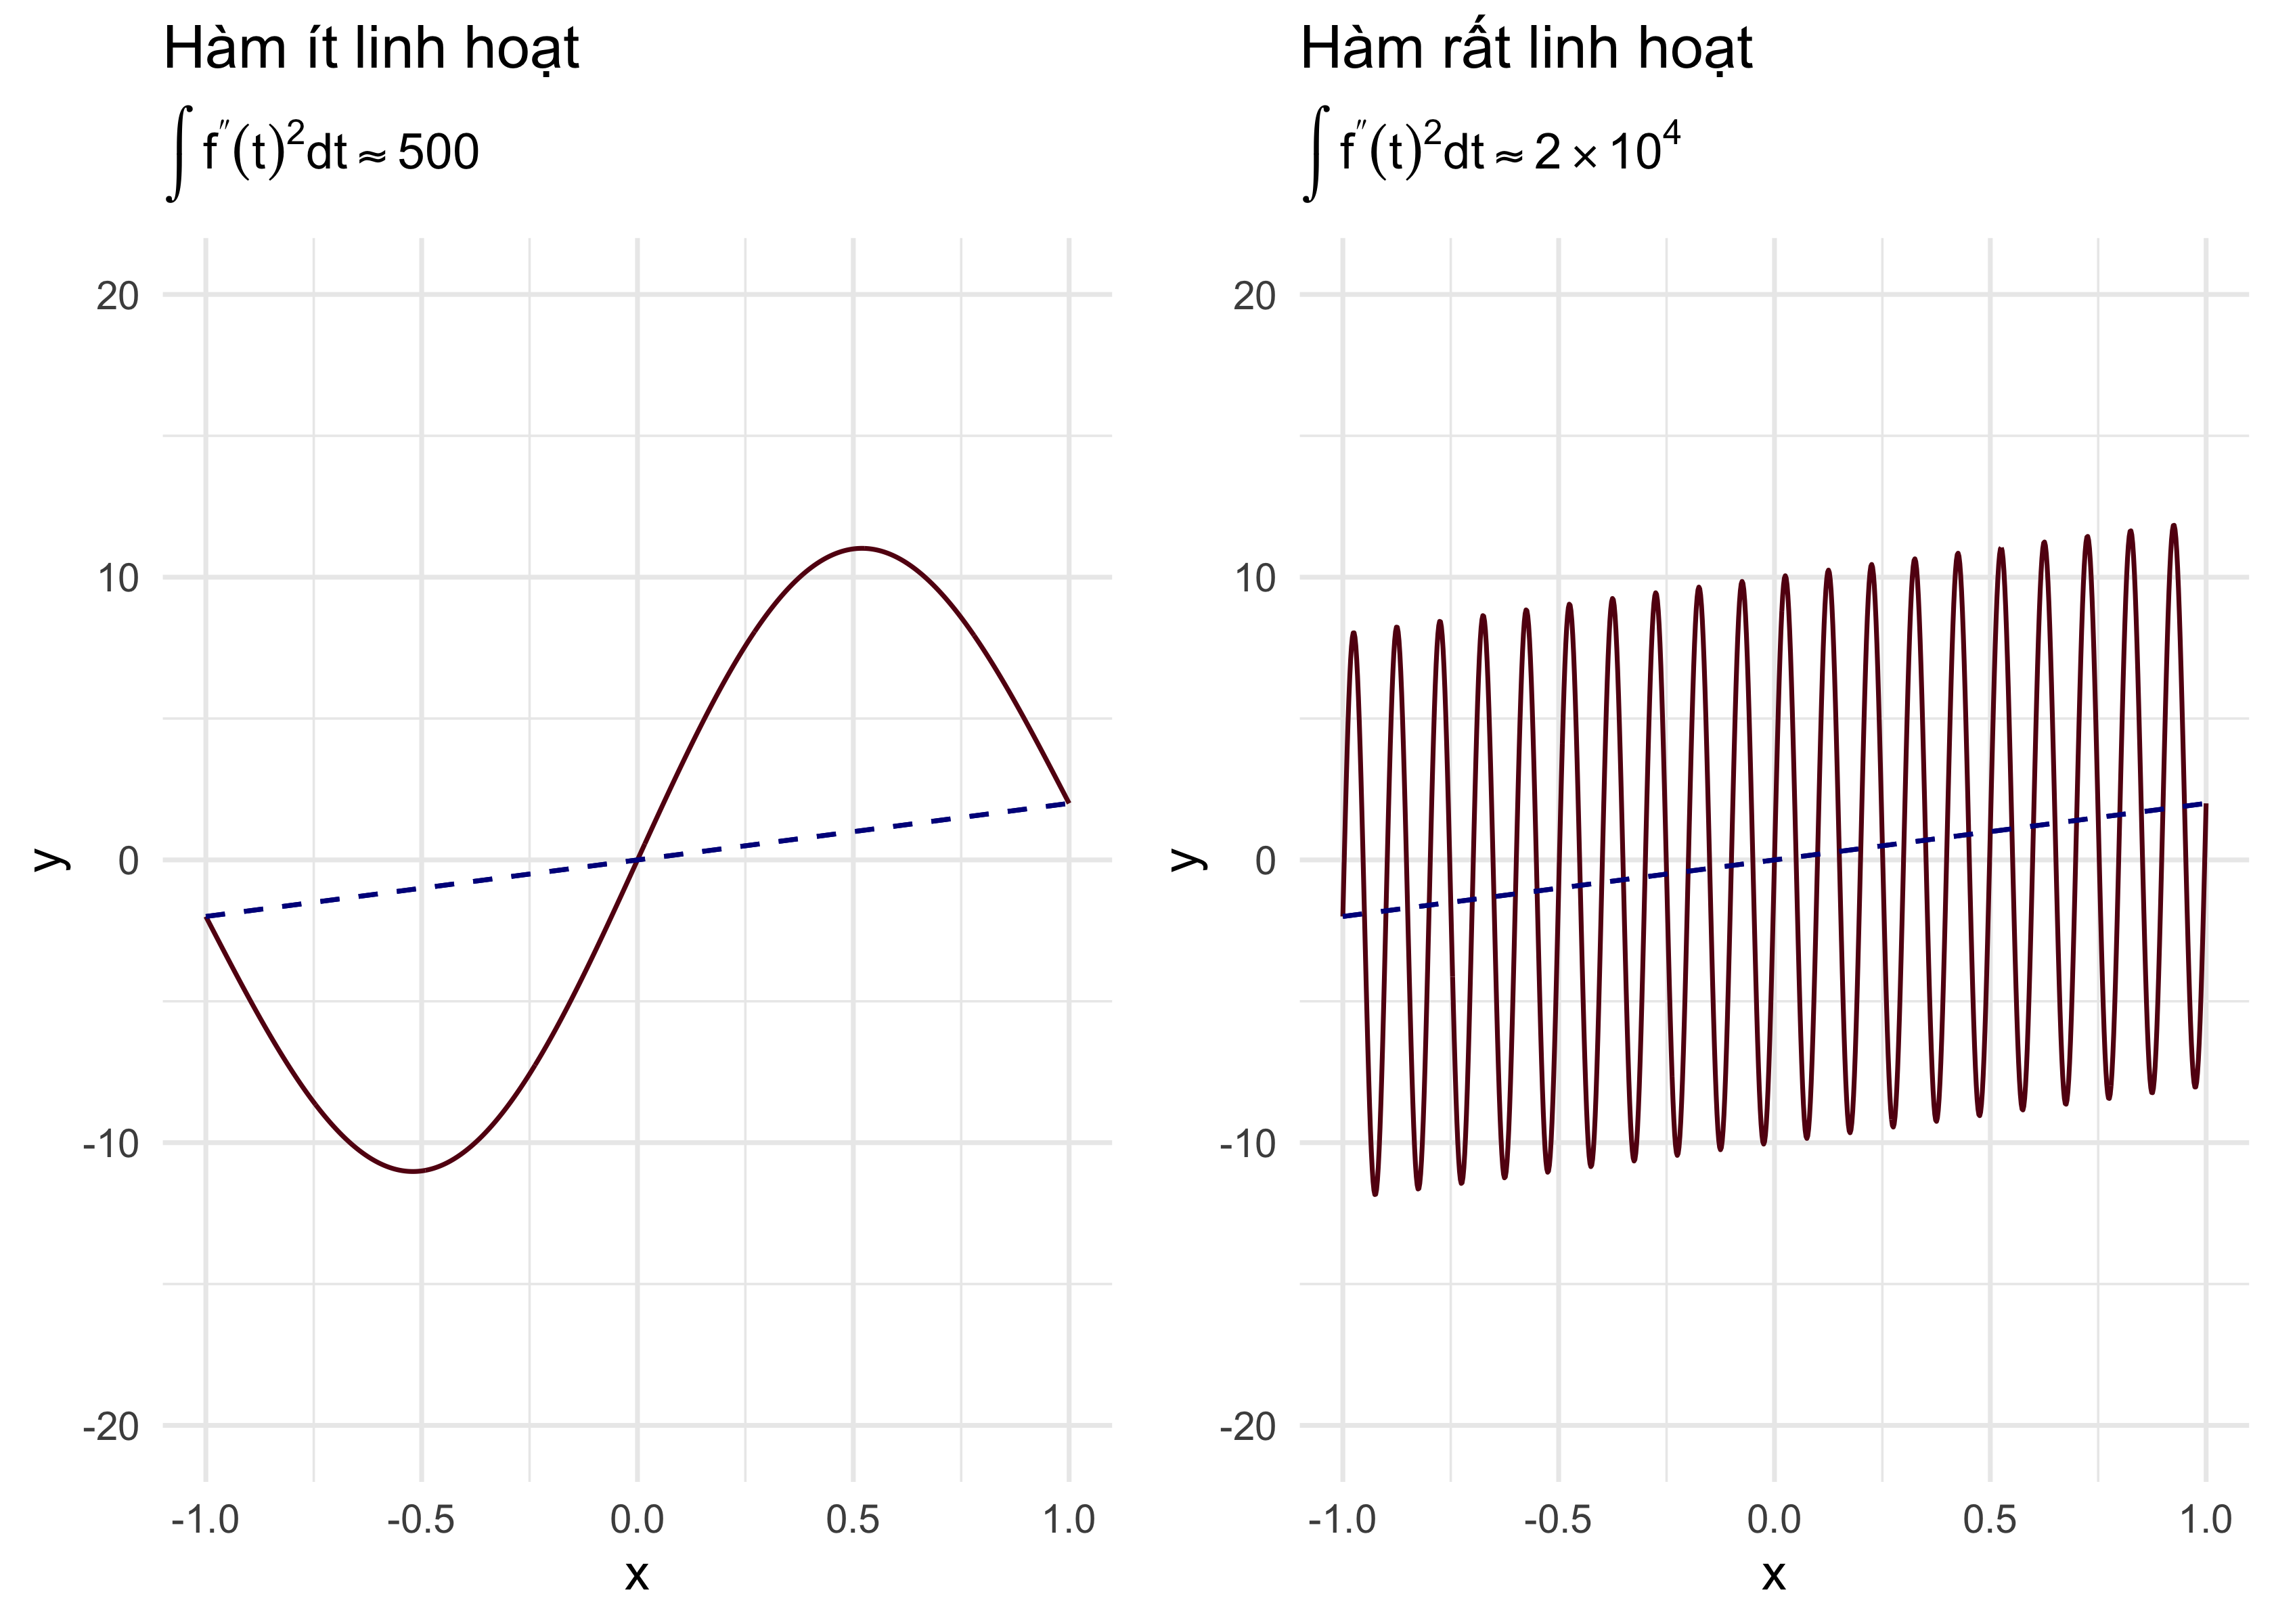 Hàm ít linh hoạt
∫ f″(t)²dt ≈ 500
20
10
0
-10
-20
y
-1.0 -0.5 0.0 0.5 1.0
x
Hàm rất linh hoạt
∫ f″(t)²dt ≈ 2 × 10⁴
20
10
0
-10
-20
y
-1.0 -0.5 0.0 0.5 1.0
x